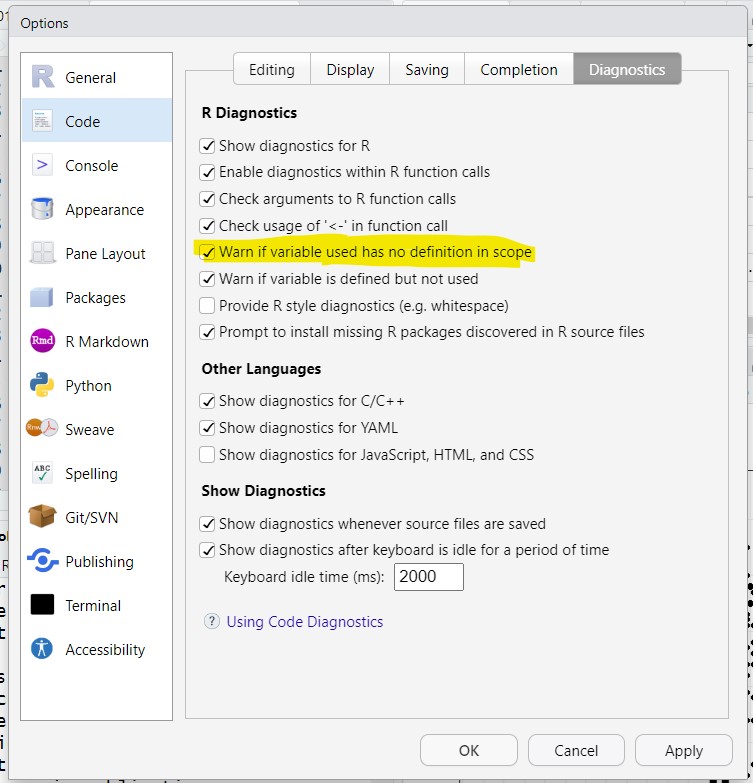 Options
General
Code
Console
Appearance
Pane Layout
Packages
Rmd R Markdown
Python
Rnw Sweave
ABC Spelling
Git/SVN
Publishing
Terminal
Accessibility
Editing Display Saving Completion Diagnostics
R Diagnostics
Show diagnostics for R
Enable diagnostics within R function calls
Check arguments to R function calls
Check usage of '<-' in function call
Warn if variable used has no definition in scope
Warn if variable is defined but not used
Provide R style diagnostics (e.g. whitespace)
Prompt to install missing R packages discovered in R source files
Other Languages
Show diagnostics for C/C++
Show diagnostics for YAML
Show diagnostics for JavaScript, HTML, and CSS
Show Diagnostics
Show diagnostics whenever source files are saved
Show diagnostics after keyboard is idle for a period of time
Keyboard idle time (ms): 2000
? Using Code Diagnostics
OK Cancel Apply